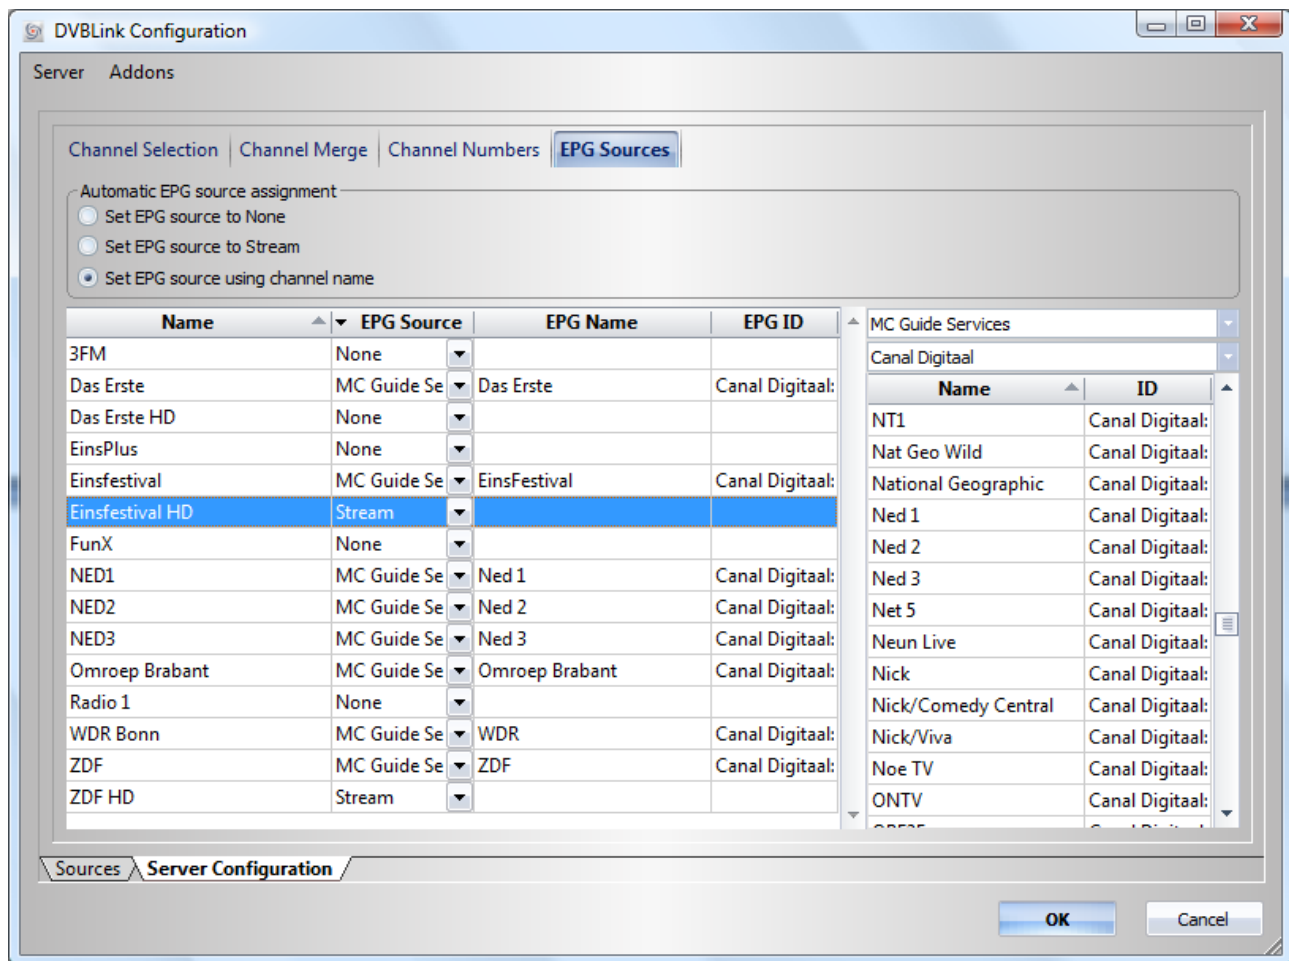 DVBLink Configuration
Server Addons
Channel Selection Channel Merge Channel Numbers EPG Sources
Automatic EPG source assignment
Set EPG source to None
Set EPG source to Stream
Set EPG source using channel name
Name EPG Source EPG Name EPG ID
3FM None
Das Erste MC Guide Se Das Erste Canal Digitaal:
Das Erste HD None
EinsPlus None
Einsfestival MC Guide Se EinsFestival Canal Digitaal:
Einsfestival HD Stream
FunX None
NED1 MC Guide Se Ned 1 Canal Digitaal:
NED2 MC Guide Se Ned 2 Canal Digitaal:
NED3 MC Guide Se Ned 3 Canal Digitaal:
Omroep Brabant MC Guide Se Omroep Brabant Canal Digitaal:
Radio 1 None
WDR Bonn MC Guide Se WDR Canal Digitaal:
ZDF MC Guide Se ZDF Canal Digitaal:
ZDF HD Stream
MC Guide Services
Canal Digitaal
Name ID
NT1 Canal Digitaal:
Nat Geo Wild Canal Digitaal:
National Geographic Canal Digitaal:
Ned 1 Canal Digitaal:
Ned 2 Canal Digitaal:
Ned 3 Canal Digitaal:
Net 5 Canal Digitaal:
Neun Live Canal Digitaal:
Nick Canal Digitaal:
Nick/Comedy Central Canal Digitaal:
Nick/Viva Canal Digitaal:
Noe TV Canal Digitaal:
ONTV Canal Digitaal:
Sources Server Configuration
OK Cancel